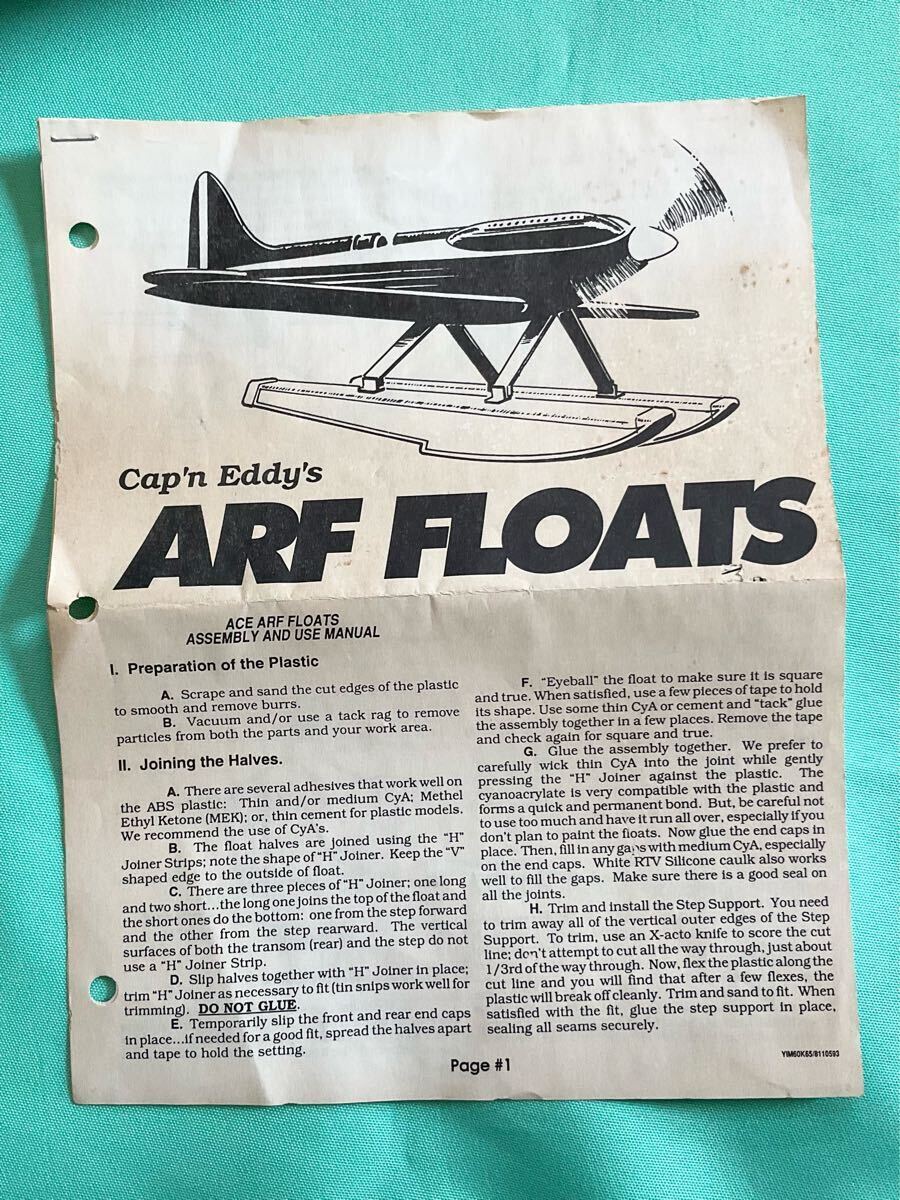 Cap'n Eddy's
ARF FLOATS
ACE ARF FLOATS
ASSEMBLY AND USE MANUAL
I. Preparation of the Plastic
A. Scrape and sand the cut edges of the plastic
to smooth and remove burrs.
B. Vacuum and/or use a tack rag to remove
particles from both the parts and your work area.
II. Joining the Halves.
A. There are several adhesives that work well on
the ABS plastic: Thin and/or medium CyA; Methel
Ethyl Ketone (MEK); or, thin cement for plastic models.
We recommend the use of CyA's.
B. The float halves are joined using the "H"
Joiner Strips; note the shape of "H" Joiner. Keep the "V"
shaped edge to the outside of float.
C. There are three pieces of "H" Joiner; one long
and two short...the long one joins the top of the float and
the short ones do the bottom: one from the step forward
and the other from the step rearward. The vertical
surfaces of both the transom (rear) and the step do not
use a "H" Joiner Strip.
D. Slip halves together with "H" Joiner in place;
trim "H" Joiner as necessary to fit (tin snips work well for
trimming). DO NOT GLUE.
E. Temporarily slip the front and rear end caps
in place...if needed for a good fit, spread the halves apart
and tape to hold the setting.
F. "Eyeball" the float to make sure it is square
and true. When satisfied, use a few pieces of tape to hold
its shape. Use some thin CyA or cement and "tack" glue
the assembly together in a few places. Remove the tape
and check again for square and true.
G. Glue the assembly together. We prefer to
carefully wick thin CyA into the joint while gently
pressing the "H" Joiner against the plastic. The
cyanoacrylate is very compatible with the plastic and
forms a quick and permanent bond. But, be careful not
to use too much and have it run all over, especially if you
don't plan to paint the floats. Now glue the end caps in
place. Then, fill in any gaps with medium CyA, especially
on the end caps. White RTV Silicone caulk also works
well to fill the gaps. Make sure there is a good seal on
all the joints.
H. Trim and install the Step Support. You need
to trim away all of the vertical outer edges of the Step
Support. To trim, use an X-acto knife to score the cut
line; don't attempt to cut all the way through, just about
1/3rd of the way through. Now, flex the plastic along the
cut line and you will find that after a few flexes, the
plastic will break off cleanly. Trim and sand to fit. When
satisfied with the fit, glue the step support in place,
sealing all seams securely.
Page #1
YIM60K65/8110593